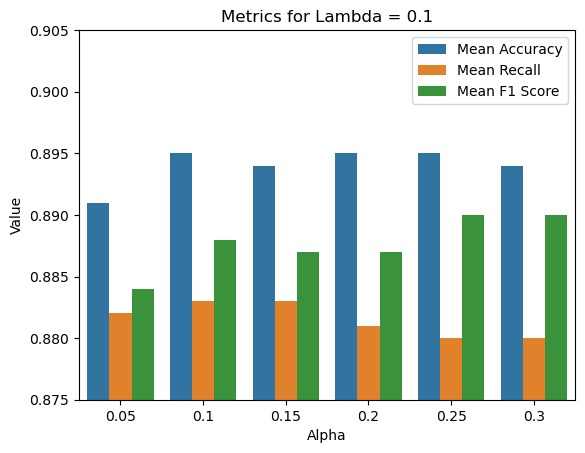 Metrics for Lambda = 0.1
Mean Accuracy
Mean Recall
Mean F1 Score
Value
0.905
0.900
0.895
0.890
0.885
0.880
0.875
0.05 0.1 0.15 0.2 0.25 0.3
Alpha